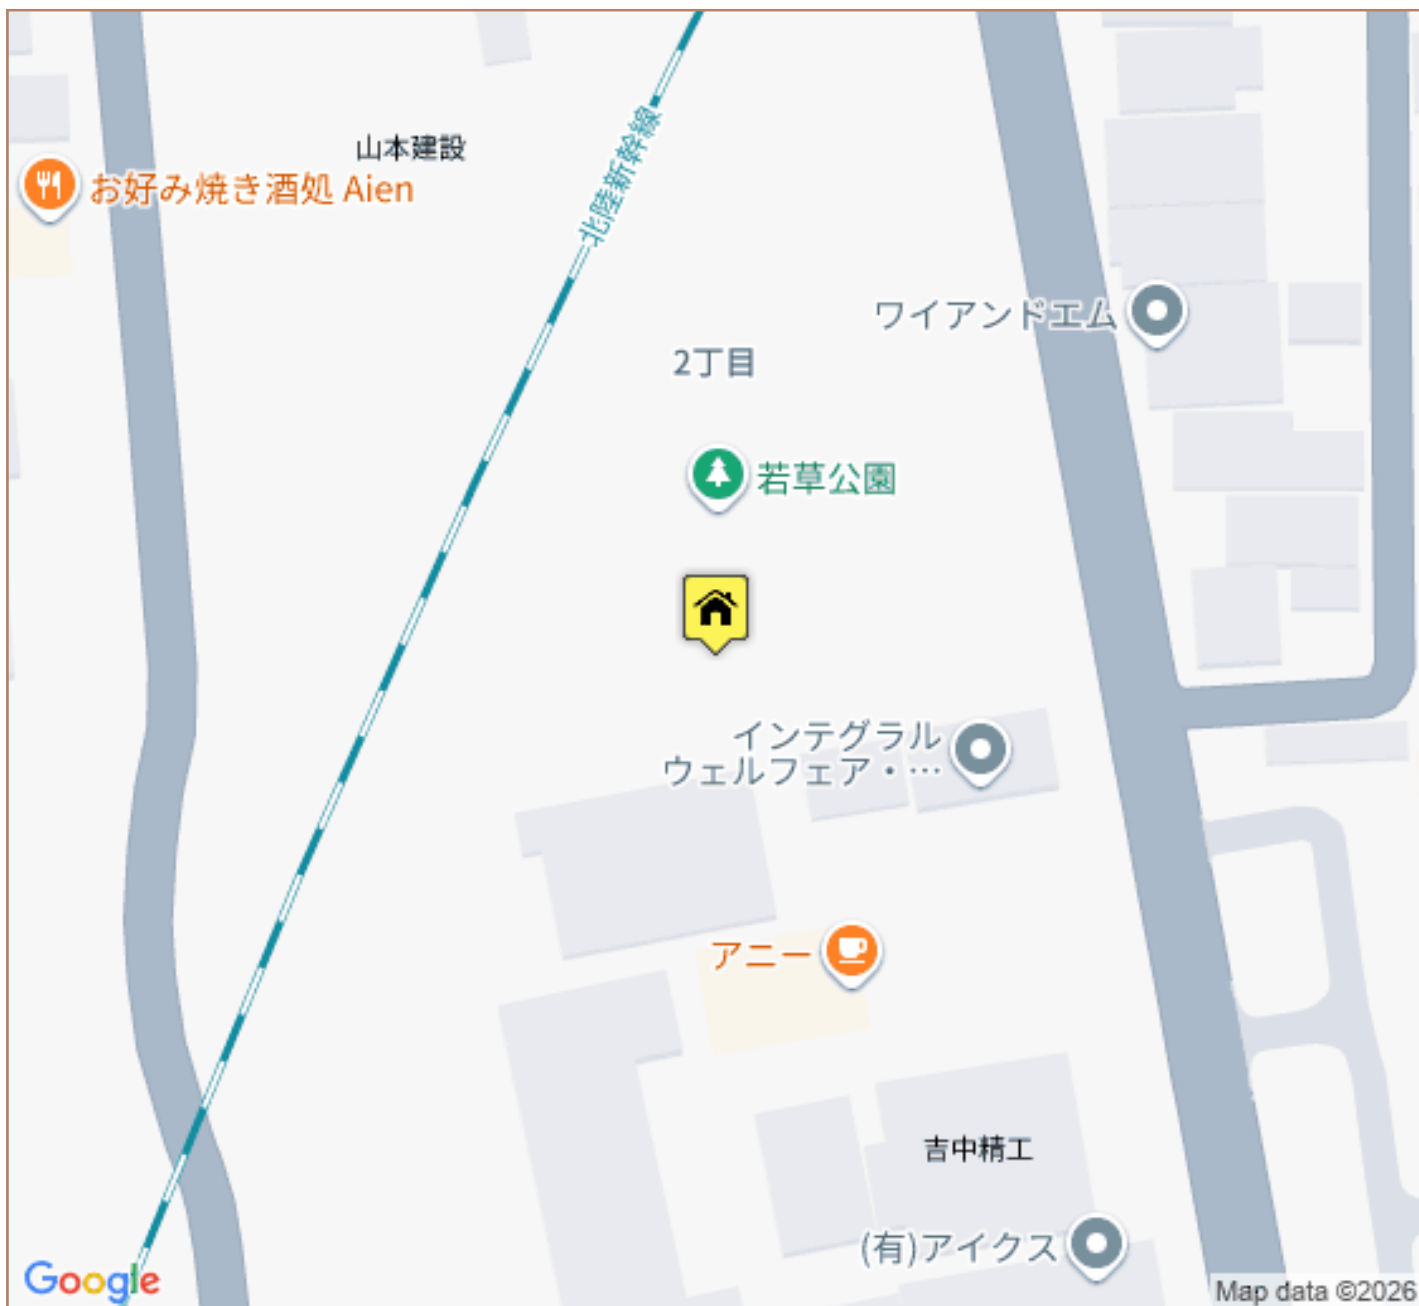 山本建設
お好み焼き酒処 Aien
北陸新幹線
ワイアンドエム
2丁目
若草公園
インテグラル
ウェルフェア・…
アニー
吉中精工
(有)アイクス
Google
Map data ©2026